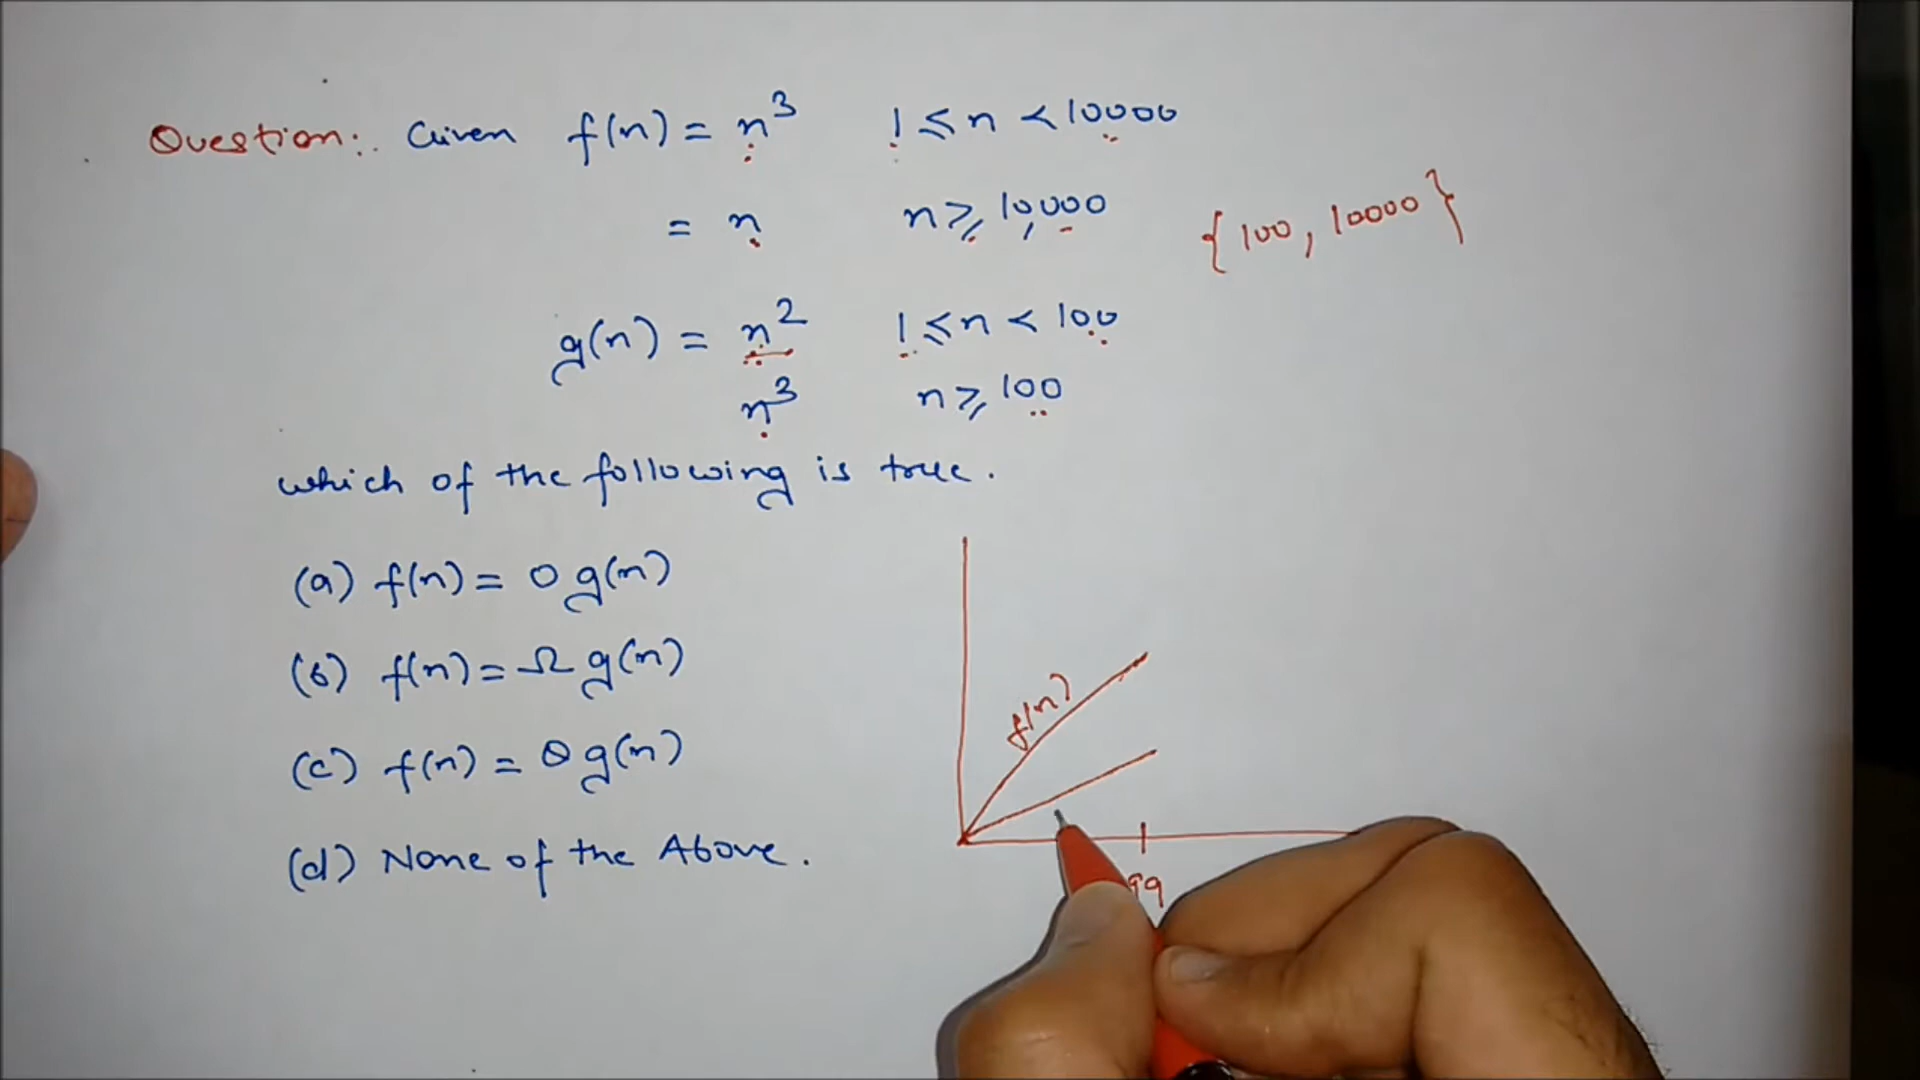 Question:. Given f(n) = n³ 1 ≤ n < 10000
= n n ≥ 10,000
{100, 10000}
g(n) = n² 1 ≤ n < 100
n³ n ≥ 100
which of the following is true.
(a) f(n) = O g(n)
(b) f(n) = Ω g(n)
(c) f(n) = Θ g(n)
(d) None of the Above.
f(n)
99